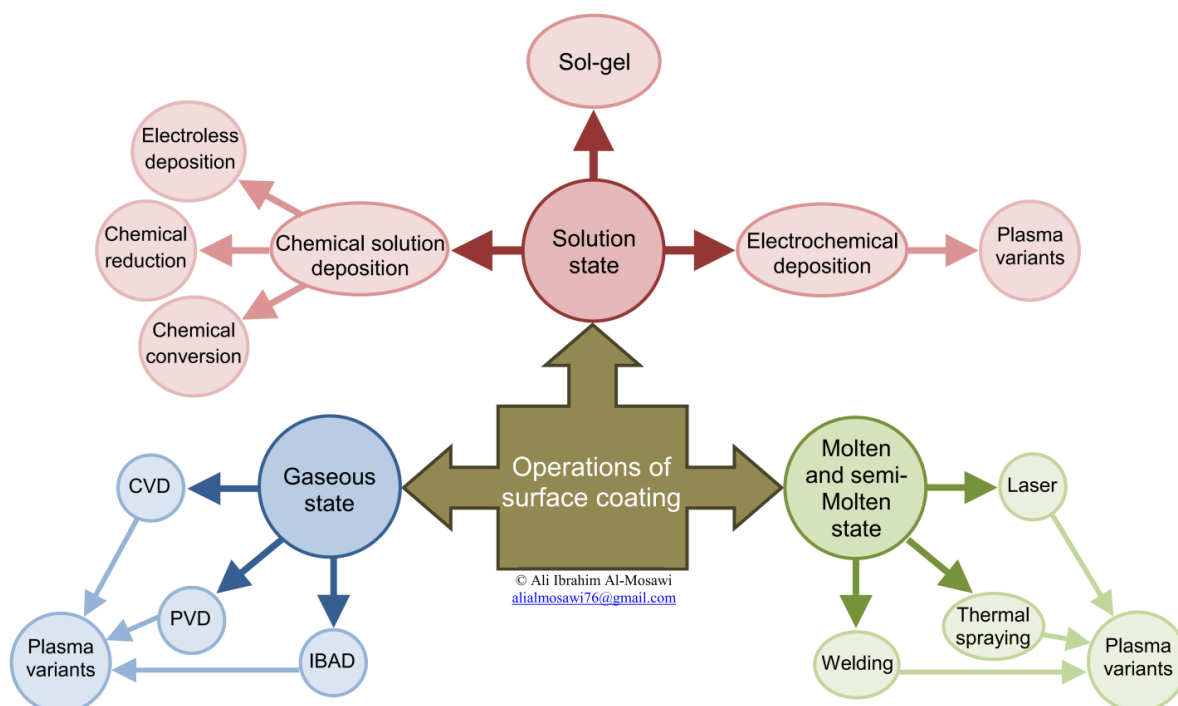 Sol-gel
Electroless
deposition
Chemical
reduction
Chemical
conversion
Chemical solution
deposition
Solution
state
Electrochemical
deposition
Plasma
variants
Operations of
surface coating
Gaseous
state
CVD
PVD
IBAD
Plasma
variants
Molten
and semi-
Molten
state
Laser
Thermal
spraying
Welding
Plasma
variants
© Ali Ibrahim Al-Mosawi
alialmosawi76@gmail.com